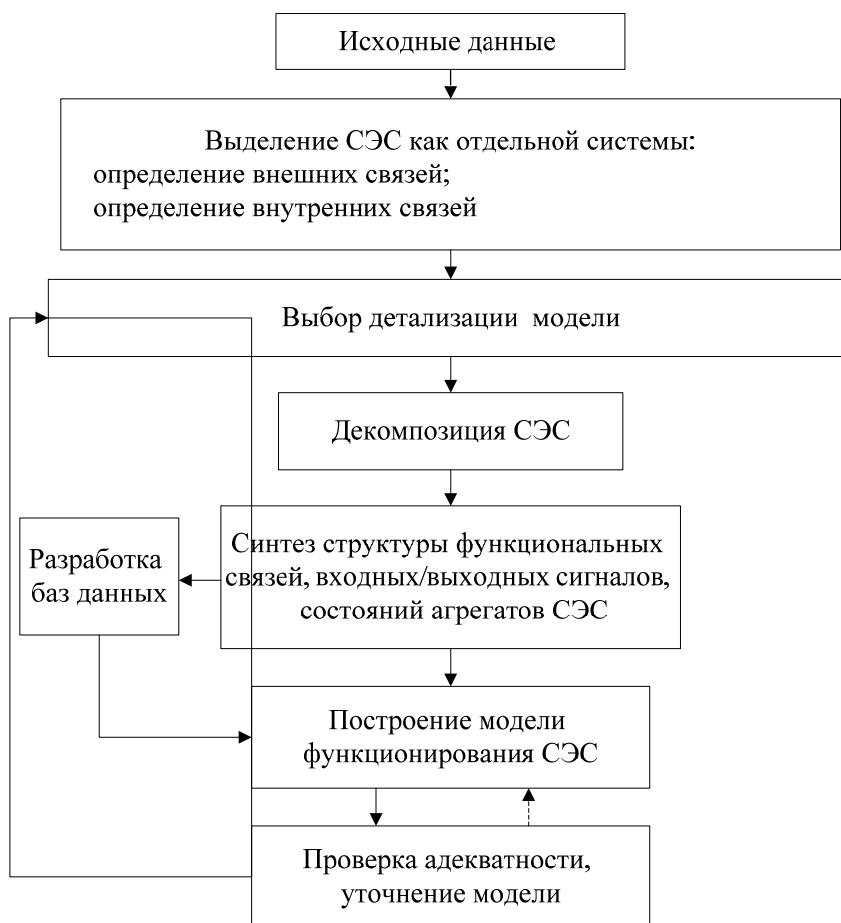 Исходные данные
Выделение СЭС как отдельной системы:
определение внешних связей;
определение внутренних связей
Выбор детализации модели
Декомпозиция СЭС
Синтез структуры функциональных
связей, входных/выходных сигналов,
состояний агрегатов СЭС
Разработка
баз данных
Построение модели
функционирования СЭС
Проверка адекватности,
уточнение модели